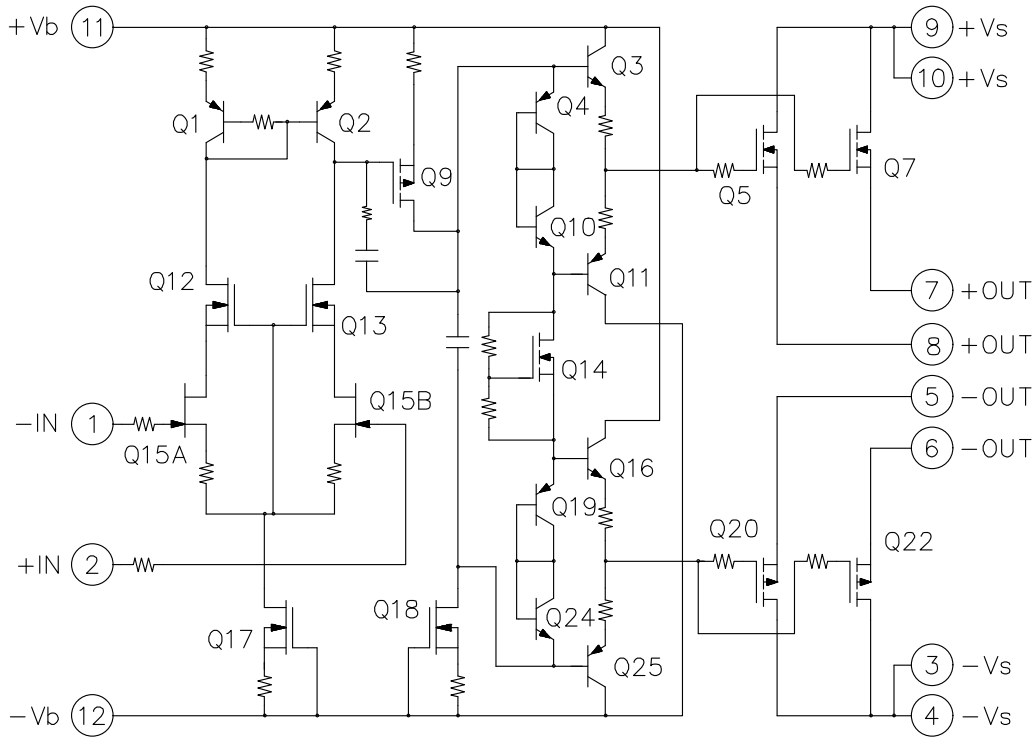 +Vb 11
9 +Vs
Q3
10 +Vs
Q4
Q1
Q2
Q9
Q5
Q7
Q10
Q12
Q11
7 +OUT
Q13
8 +OUT
Q14
5 -OUT
Q15B
-IN 1
Q15A
6 -OUT
Q16
Q19
Q20
Q22
+IN 2
Q18
Q24
Q17
Q25
3 -Vs
-Vb 12
4 -Vs